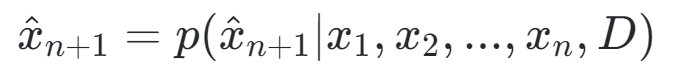 x̂ₙ₊₁ = p(x̂ₙ₊₁|x₁, x₂, ..., xₙ, D)